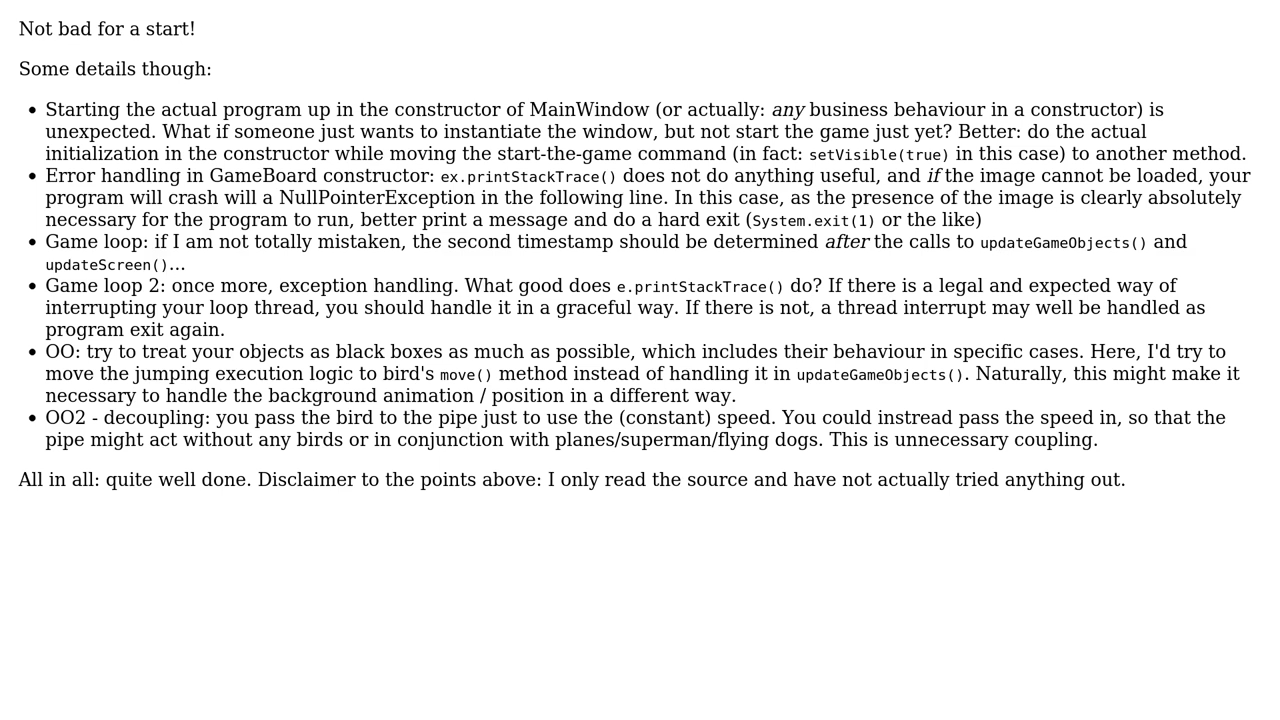 Not bad for a start!
Some details though:
• Starting the actual program up in the constructor of MainWindow (or actually: any business behaviour in a constructor) is
unexpected. What if someone just wants to instantiate the window, but not start the game just yet? Better: do the actual
initialization in the constructor while moving the start-the-game command (in fact: setVisible(true) in this case) to another method.
• Error handling in GameBoard constructor: ex.printStackTrace() does not do anything useful, and if the image cannot be loaded, your
program will crash will a NullPointerException in the following line. In this case, as the presence of the image is clearly absolutely
necessary for the program to run, better print a message and do a hard exit (System.exit(1) or the like)
• Game loop: if I am not totally mistaken, the second timestamp should be determined after the calls to updateGameObjects() and
updateScreen()...
• Game loop 2: once more, exception handling. What good does e.printStackTrace() do? If there is a legal and expected way of
interrupting your loop thread, you should handle it in a graceful way. If there is not, a thread interrupt may well be handled as
program exit again.
• OO: try to treat your objects as black boxes as much as possible, which includes their behaviour in specific cases. Here, I'd try to
move the jumping execution logic to bird's move() method instead of handling it in updateGameObjects(). Naturally, this might make it
necessary to handle the background animation / position in a different way.
• OO2 - decoupling: you pass the bird to the pipe just to use the (constant) speed. You could instread pass the speed in, so that the
pipe might act without any birds or in conjunction with planes/superman/flying dogs. This is unnecessary coupling.
All in all: quite well done. Disclaimer to the points above: I only read the source and have not actually tried anything out.